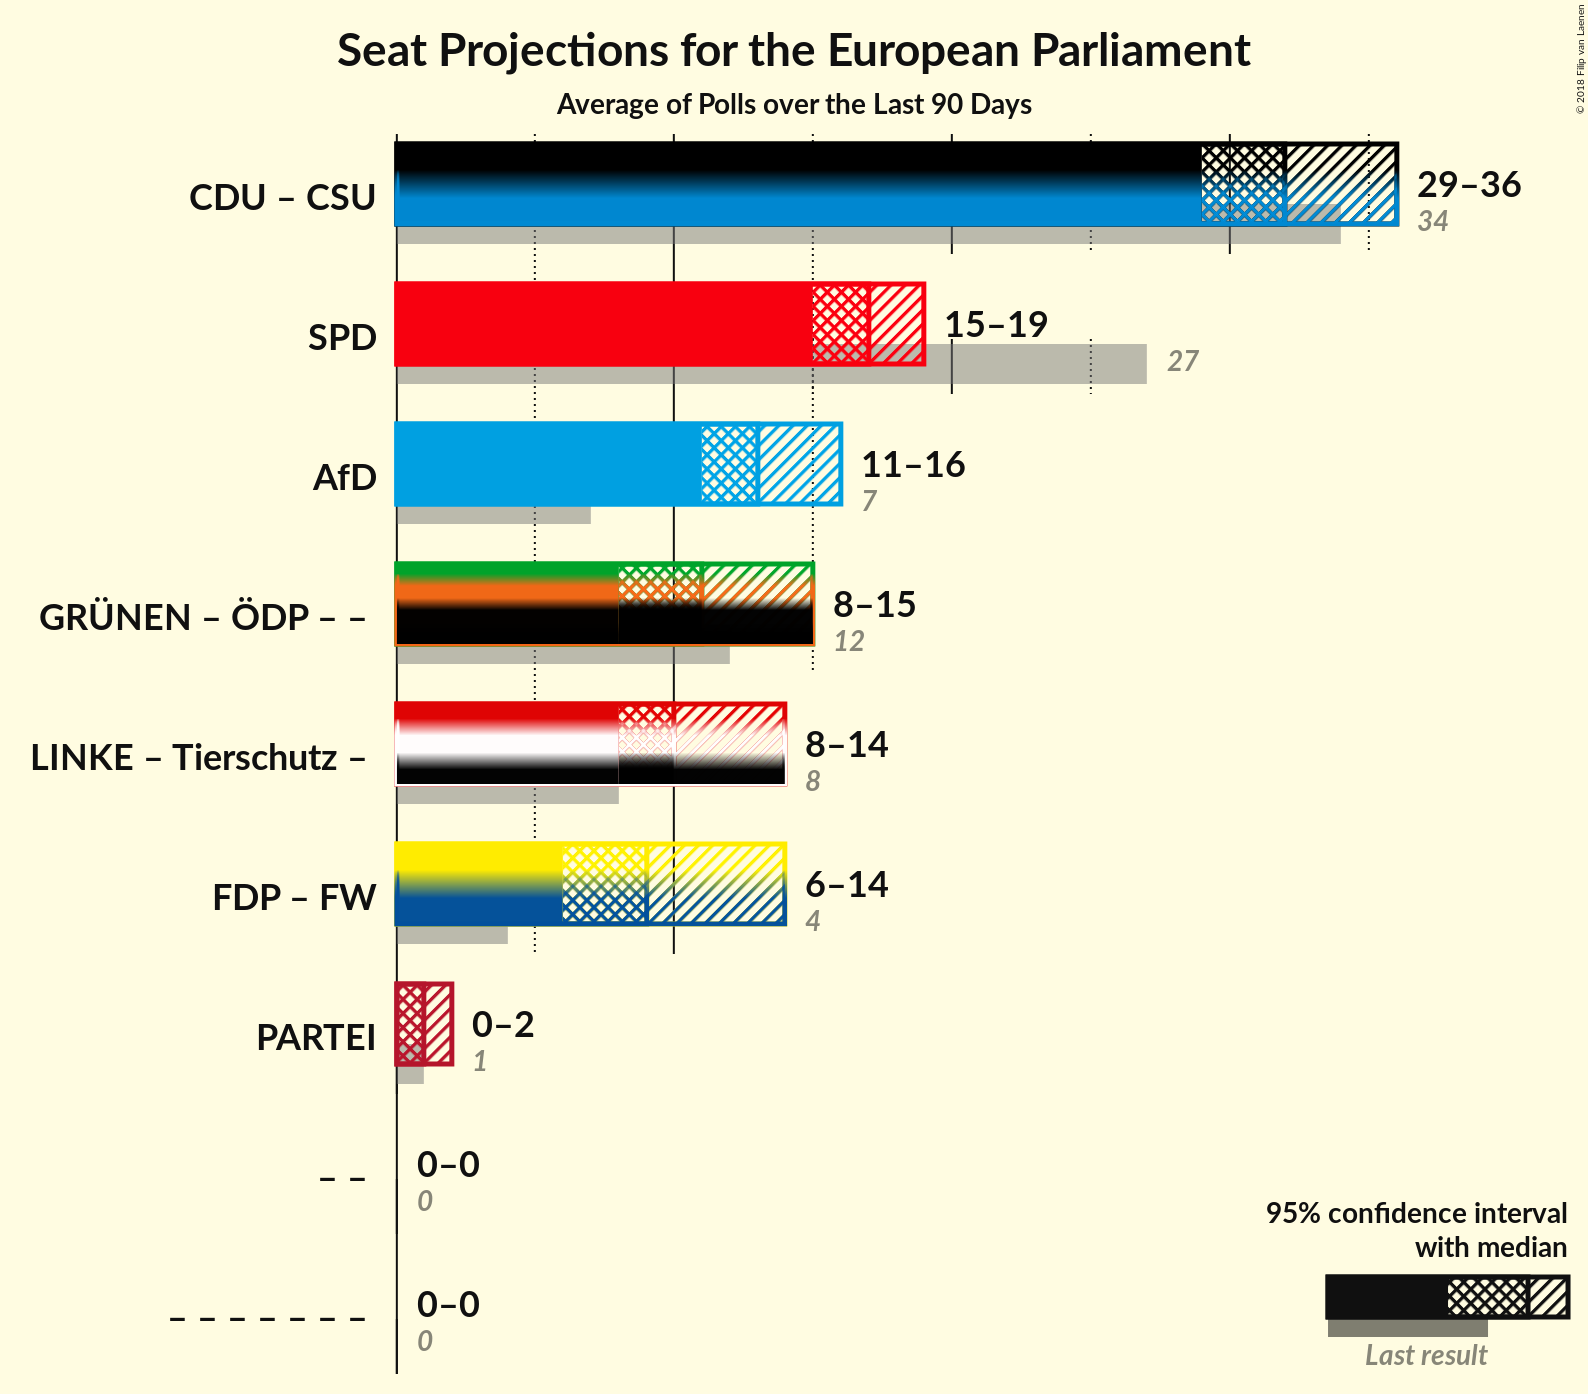 Seat Projections for the European Parliament
Average of Polls over the Last 90 Days
© 2018 Filip van Laenen
CDU – CSU
29–36
34
SPD
15–19
27
AfD
11–16
7
GRÜNEN – ÖDP – –
8–15
12
LINKE – Tierschutz –
8–14
8
FDP – FW
6–14
4
PARTEI
0–2
1
– –
0–0
0
– – – – – – –
0–0
0
95% confidence interval
with median
Last result